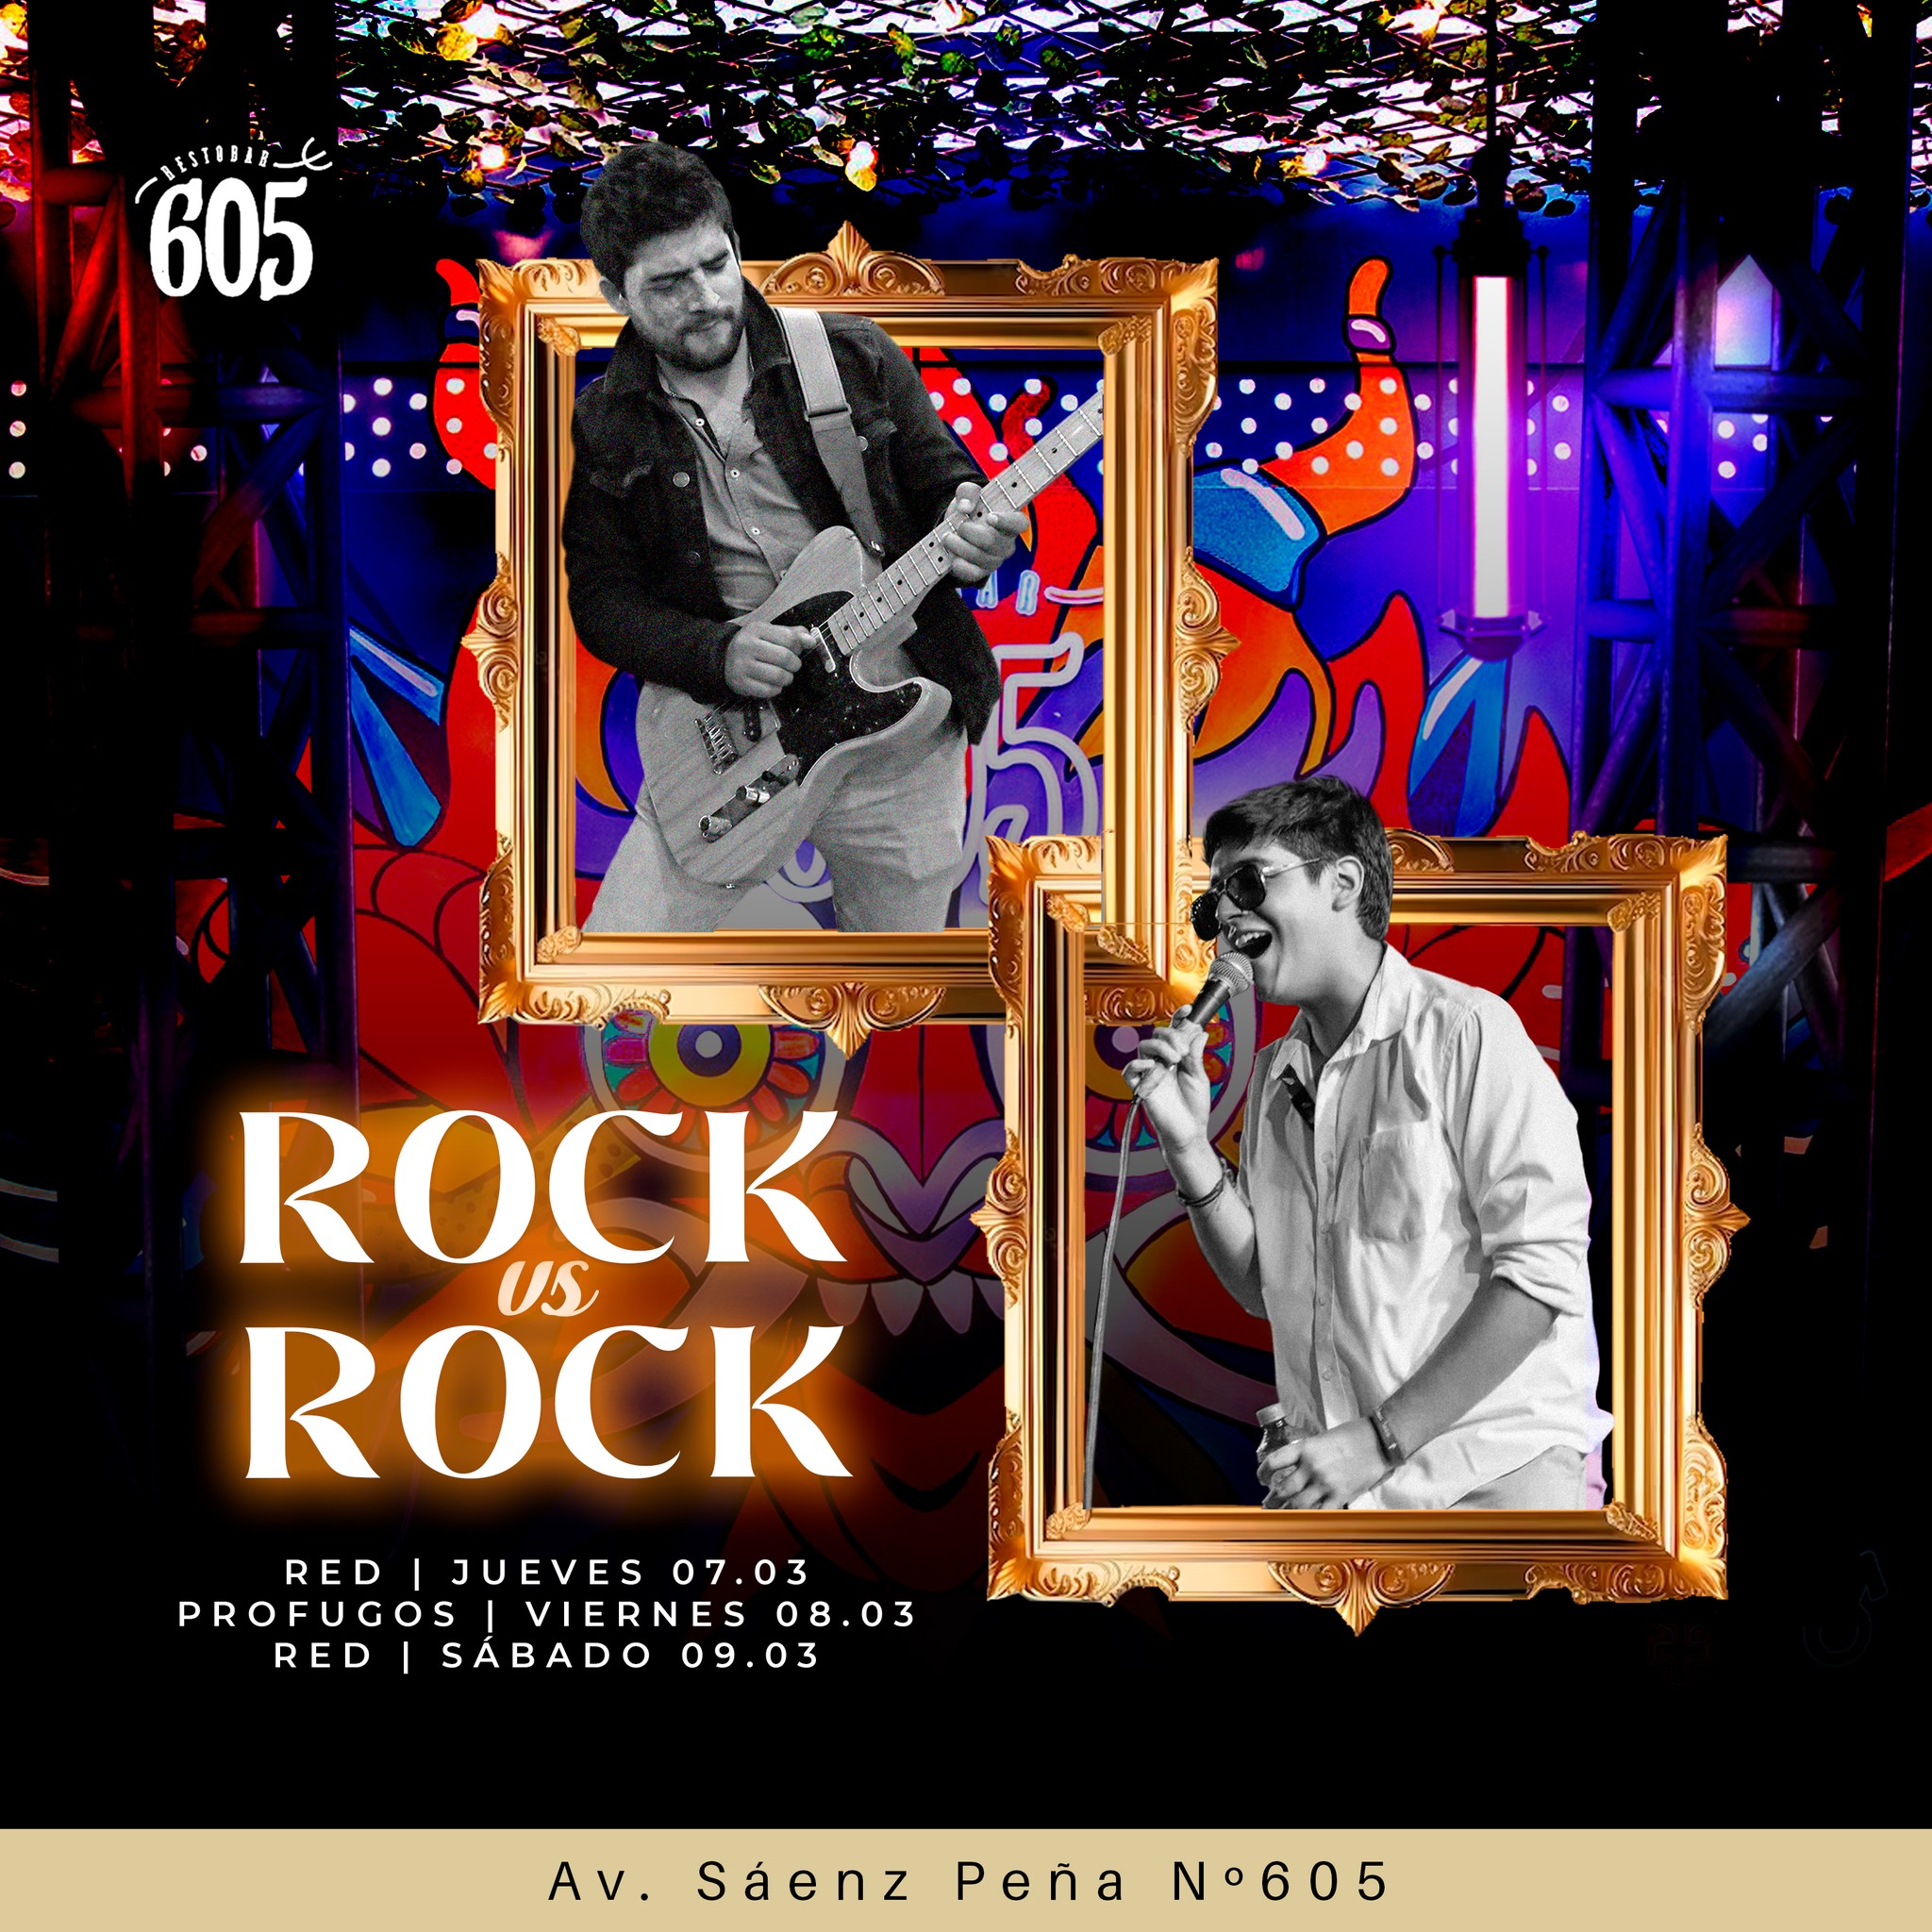 RESTOBAR
605
ROCK
vs
ROCK
RED | JUEVES 07.03
PROFUGOS | VIERNES 08.03
RED | SÁBADO 09.03
Av. Sáenz Peña Nº605